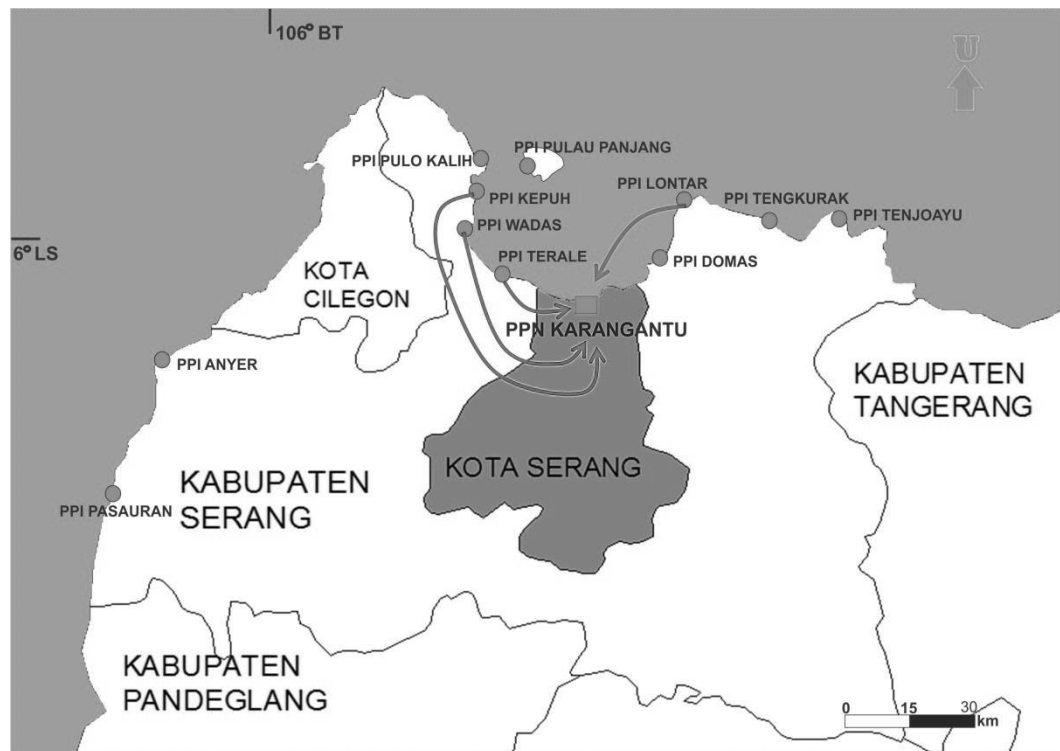 106° BT
U
PPI PULAU PANJANG
PPI PULO KALIH
PPI KEPUH
PPI LONTAR
PPI TENGKURAK
PPI TENJOAYU
PPI WADAS
6° LS
PPI TERALE
PPI DOMAS
KOTA
CILEGON
PPN KARANGANTU
PPI ANYER
KABUPATEN
TANGERANG
KOTA SERANG
KABUPATEN
SERANG
PPI PASAURAN
KABUPATEN
PANDEGLANG
0 15 30
km